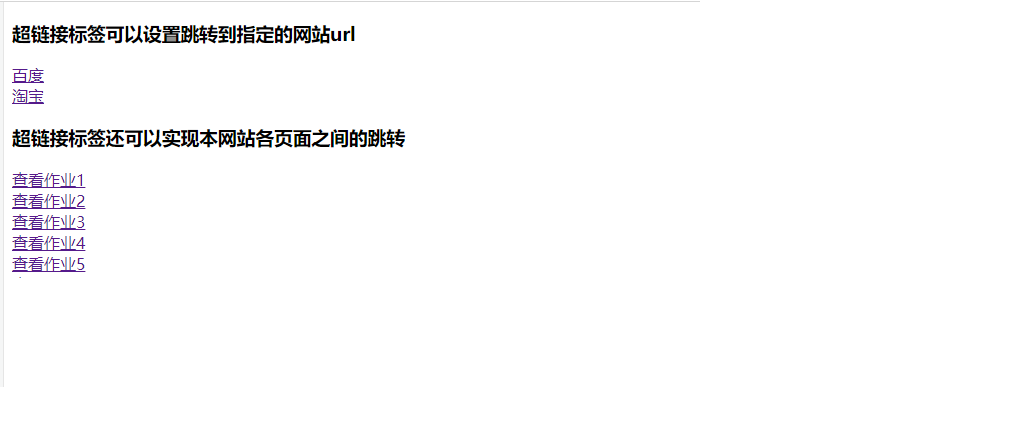 超链接标签可以设置跳转到指定的网站url
百度
淘宝
超链接标签还可以实现本网站各页面之间的跳转
查看作业1
查看作业2
查看作业3
查看作业4
查看作业5